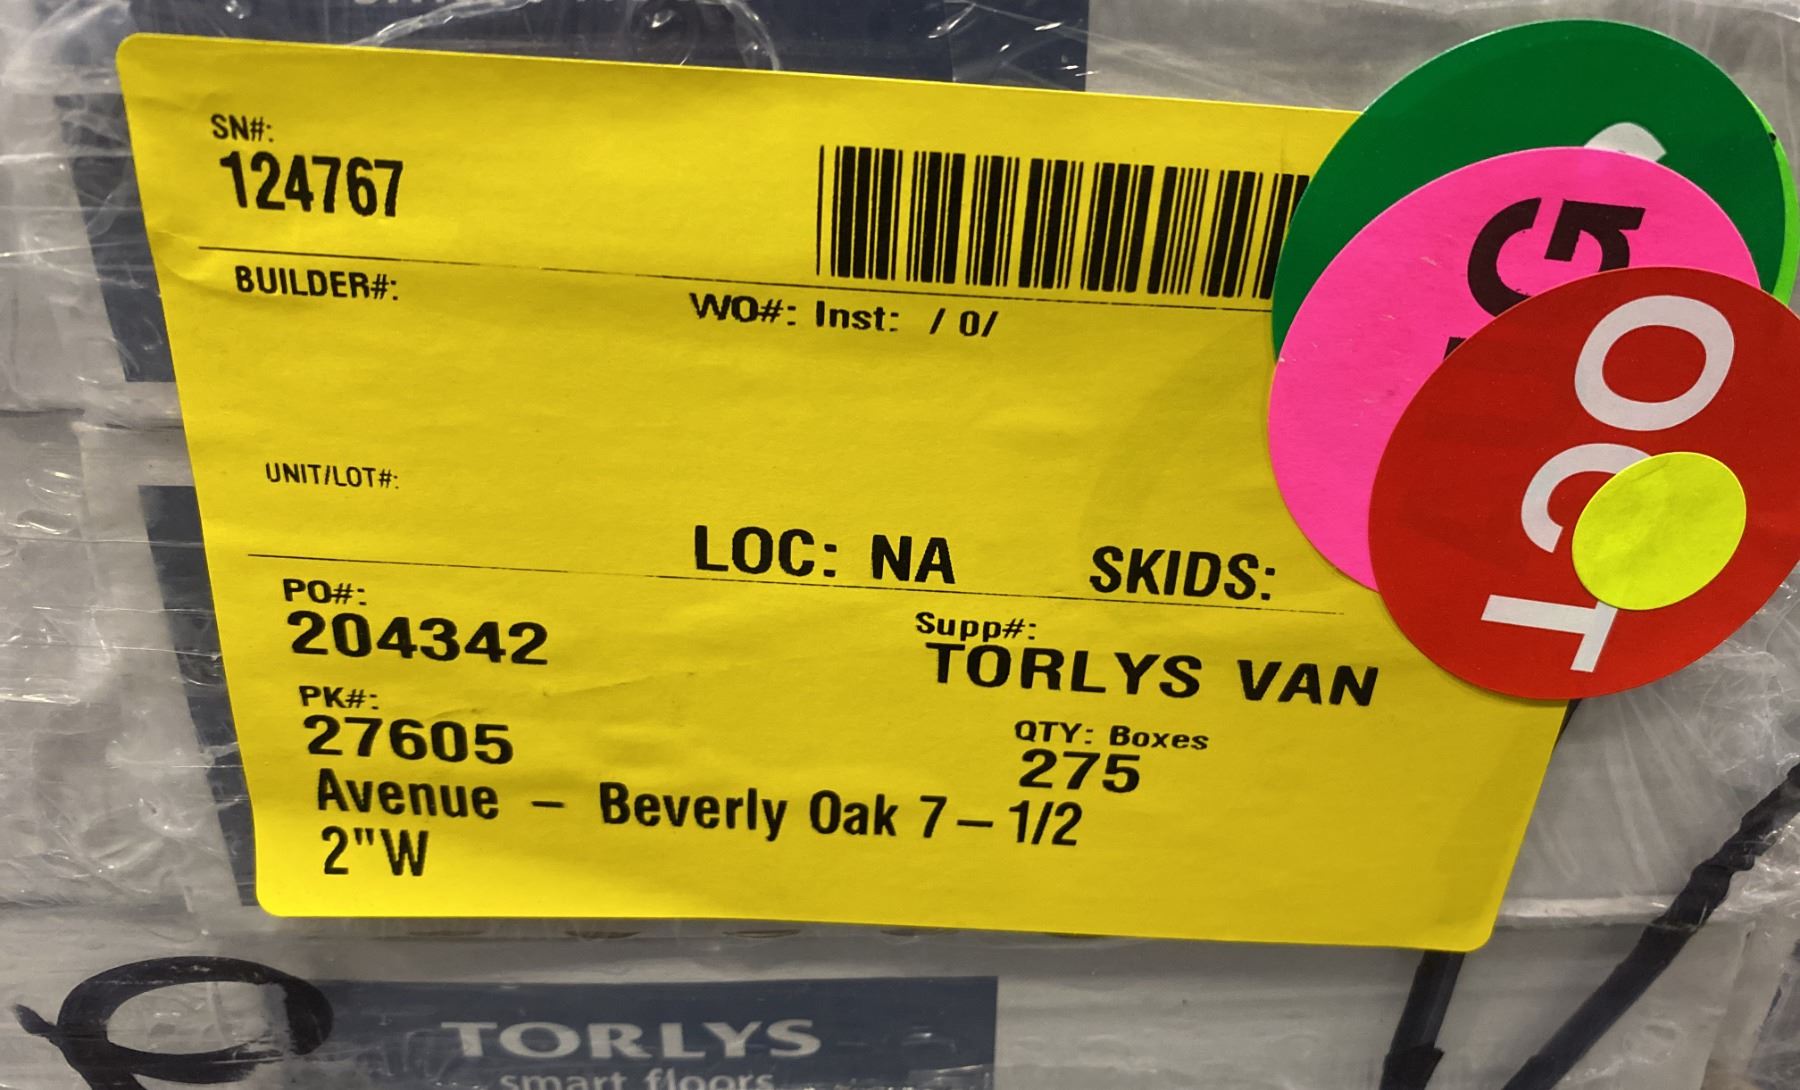 SN#:
124767
BUILDER#:
WO#: Inst: / 0/
UNIT/LOT#:
LOC: NA SKIDS:
PO#:
204342
Supp#:
TORLYS VAN
PK#:
27605
QTY: Boxes
275
Avenue – Beverly Oak 7– 1/2
2"W
OCT
TORLYS
smart floors